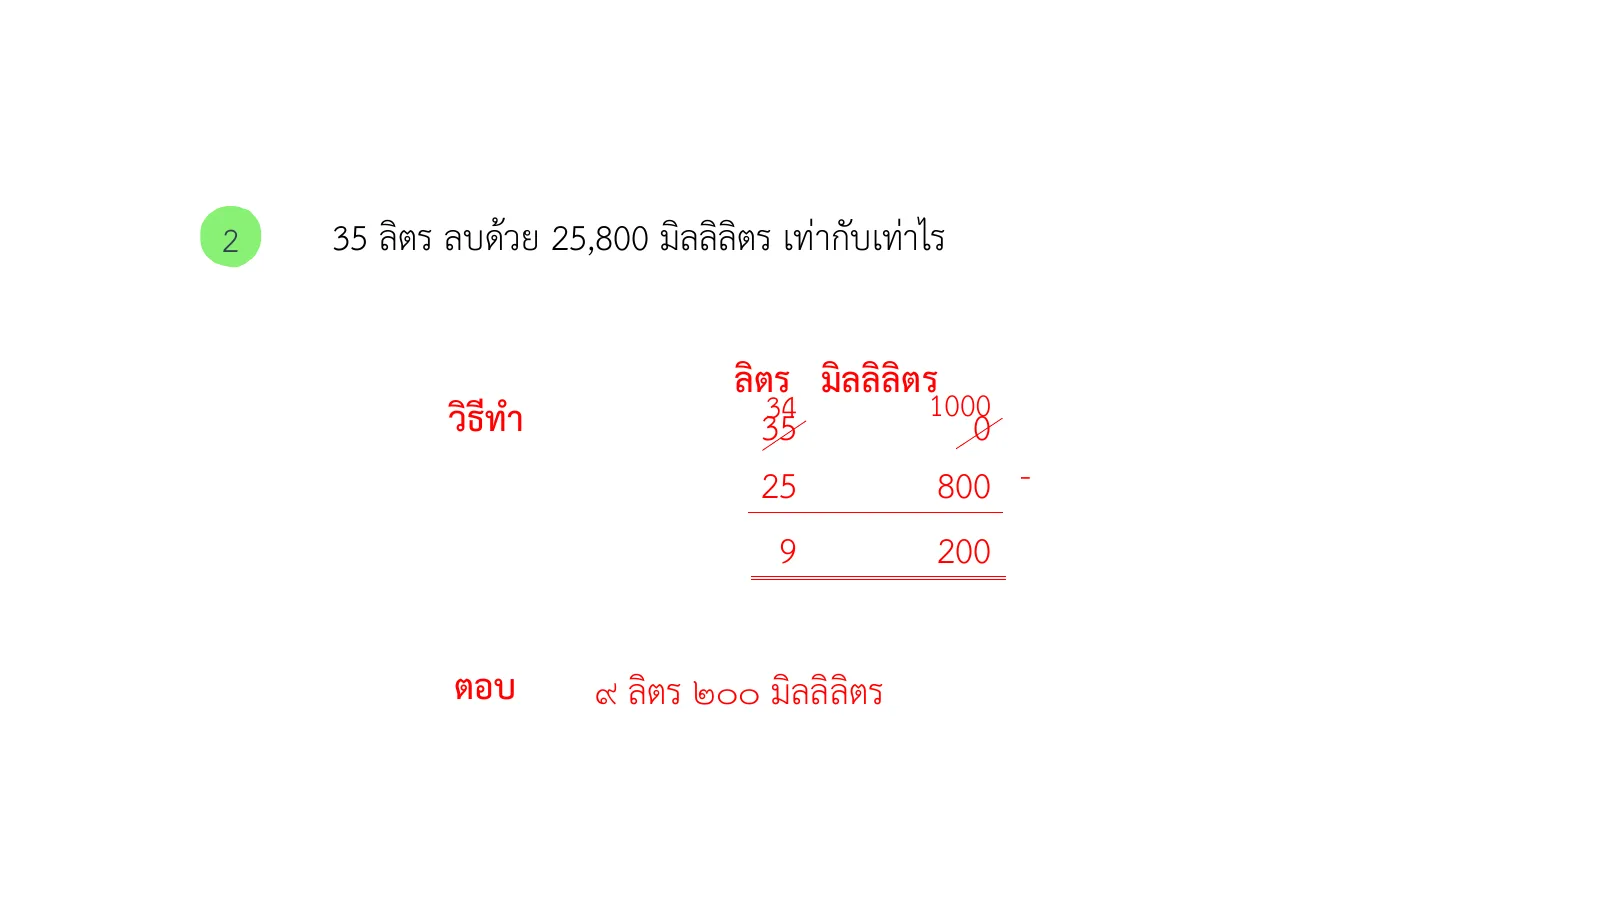 2 35 ลิตร ลบด้วย 25,800 มิลลิลิตร เท่ากับเท่าไร
ลิตร มิลลิลิตร
34 1000
วิธีทำ 35 0
25 800 -
9 200
ตอบ ๙ ลิตร ๒๐๐ มิลลิลิตร